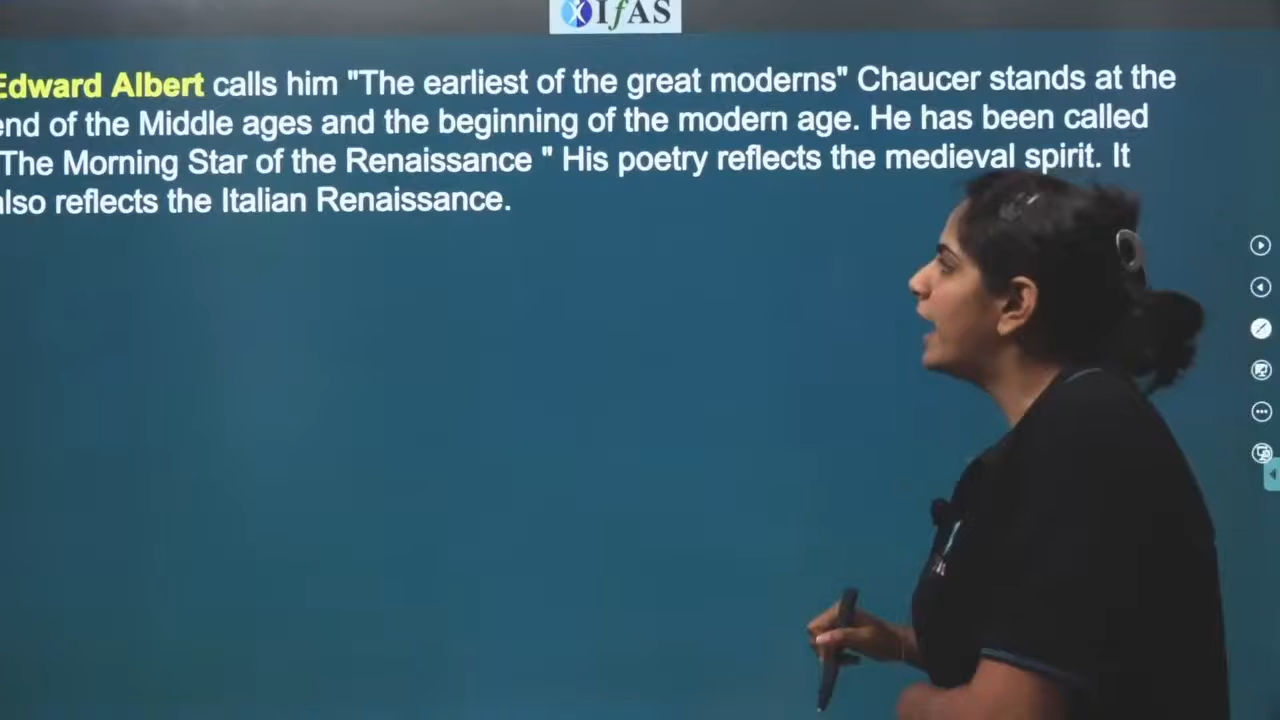 IfAS
Edward Albert calls him "The earliest of the great moderns" Chaucer stands at the
end of the Middle ages and the beginning of the modern age. He has been called
The Morning Star of the Renaissance " His poetry reflects the medieval spirit. It
also reflects the Italian Renaissance.